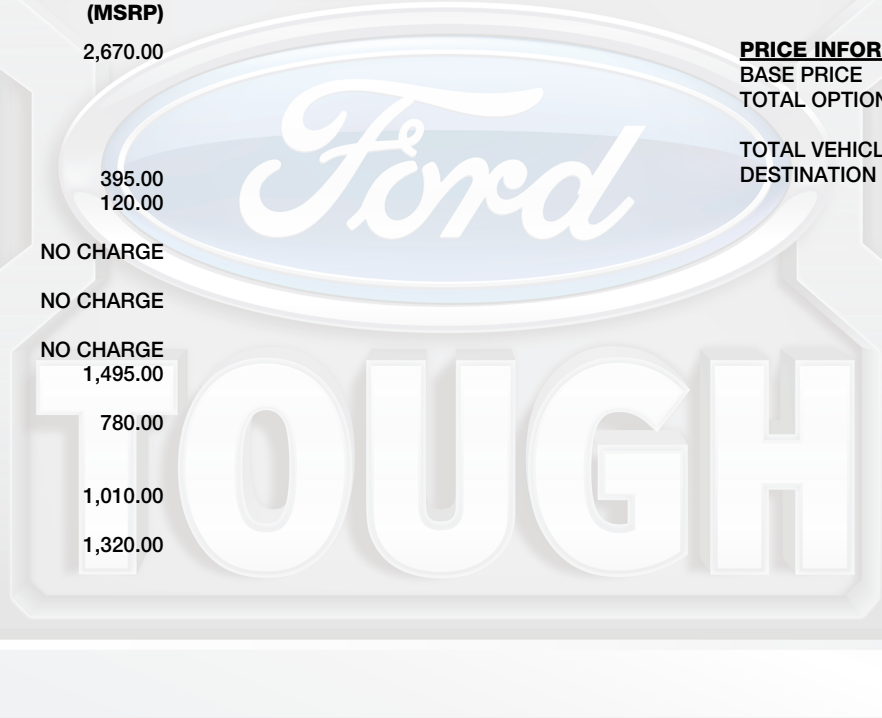 (MSRP)
2,670.00
395.00
120.00
NO CHARGE
NO CHARGE
NO CHARGE
1,495.00
780.00
1,010.00
1,320.00
PRICE INFOR
BASE PRICE
TOTAL OPTION
TOTAL VEHICL
DESTINATION
Ford
TOUGH